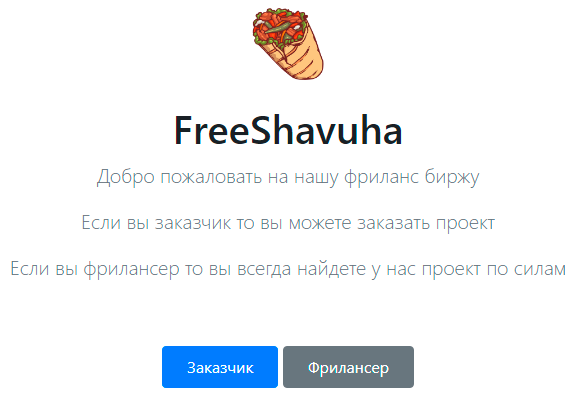 FreeShavuha
Добро пожаловать на нашу фриланс биржу
Если вы заказчик то вы можете заказать проект
Если вы фрилансер то вы всегда найдете у нас проект по силам
Заказчик
Фрилансер